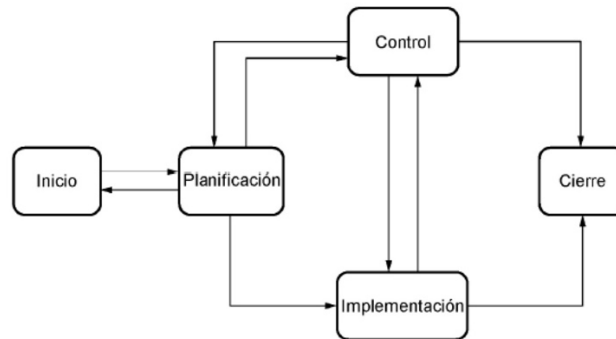 Control
Inicio
Planificación
Cierre
Implementación